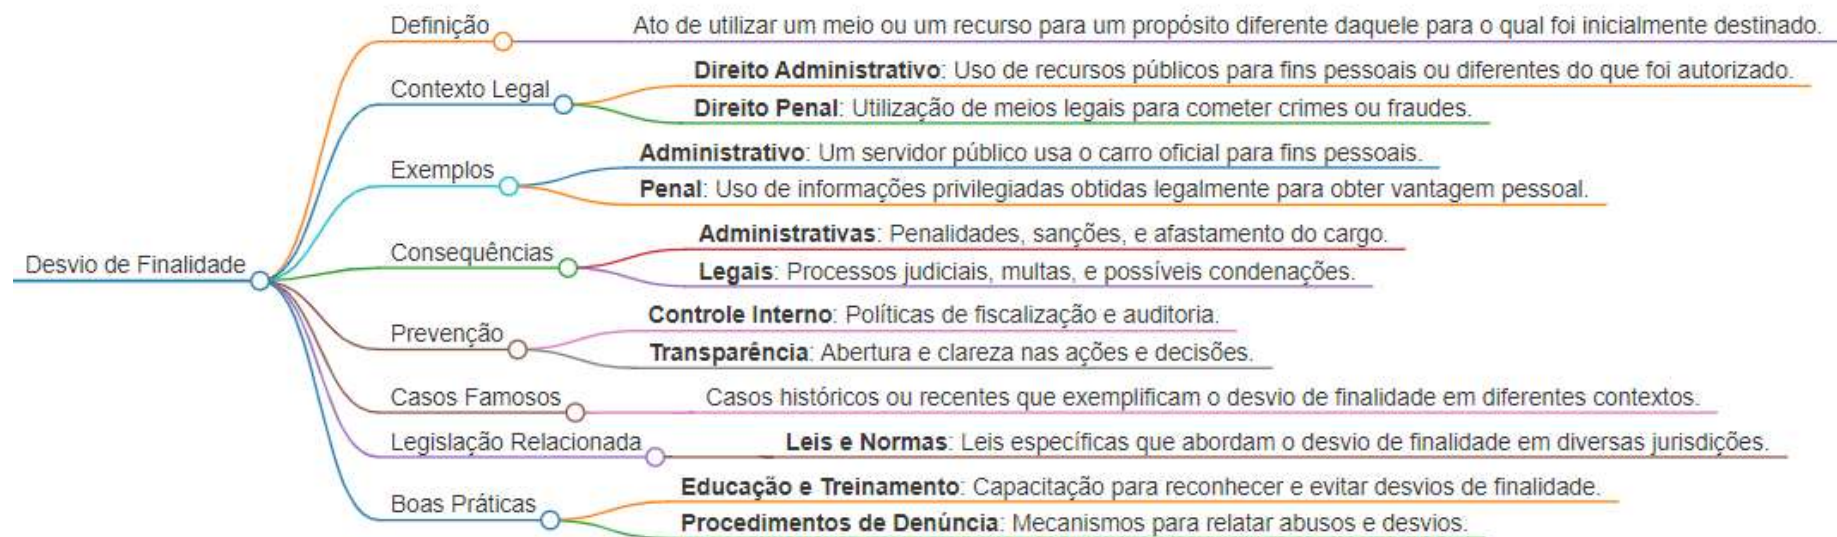 Desvio de Finalidade
Definição
Ato de utilizar um meio ou um recurso para um propósito diferente daquele para o qual foi inicialmente destinado.
Contexto Legal
Direito Administrativo: Uso de recursos públicos para fins pessoais ou diferentes do que foi autorizado.
Direito Penal: Utilização de meios legais para cometer crimes ou fraudes.
Exemplos
Administrativo: Um servidor público usa o carro oficial para fins pessoais.
Penal: Uso de informações privilegiadas obtidas legalmente para obter vantagem pessoal.
Consequências
Administrativas: Penalidades, sanções, e afastamento do cargo.
Legais: Processos judiciais, multas, e possíveis condenações.
Prevenção
Controle Interno: Políticas de fiscalização e auditoria.
Transparência: Abertura e clareza nas ações e decisões.
Casos Famosos
Casos históricos ou recentes que exemplificam o desvio de finalidade em diferentes contextos.
Legislação Relacionada
Leis e Normas: Leis específicas que abordam o desvio de finalidade em diversas jurisdições.
Boas Práticas
Educação e Treinamento: Capacitação para reconhecer e evitar desvios de finalidade.
Procedimentos de Denúncia: Mecanismos para relatar abusos e desvios.